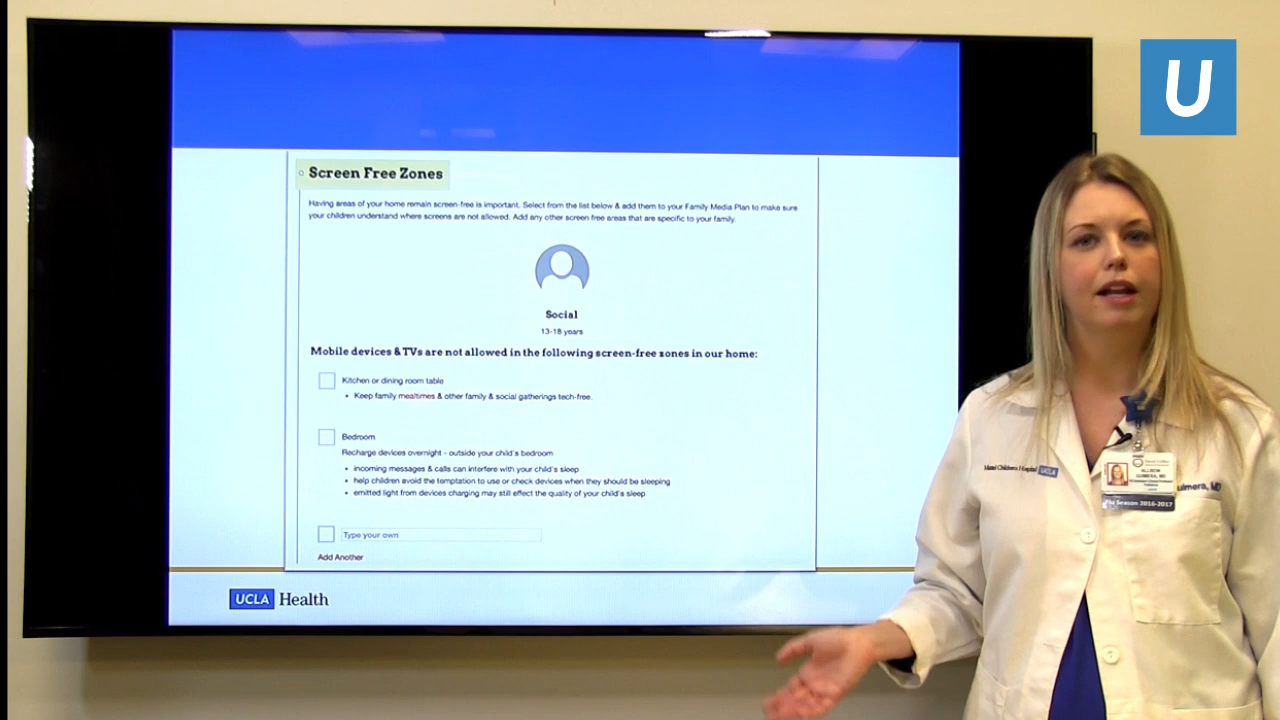 U
Screen Free Zones
Having areas of your home remain screen-free is important. Select from the list below & add them to your Family Media Plan to make sure
your children understand where screens are not allowed. Add any other screen free areas that are specific to your family.
Social
13-18 years
Mobile devices & TVs are not allowed in the following screen-free zones in our home:
Kitchen or dining room table
• Keep family mealtimes & other family & social gatherings tech-free.
Bedroom
Recharge devices overnight - outside your child's bedroom
• incoming messages & calls can interfere with your child's sleep
• help children avoid the temptation to use or check devices when they should be sleeping
• emitted light from devices charging may still effect the quality of your child's sleep
Type your own
Add Another
UCLA Health
Mattel Children's Hospital UCLA
Flu Season 2016-2017